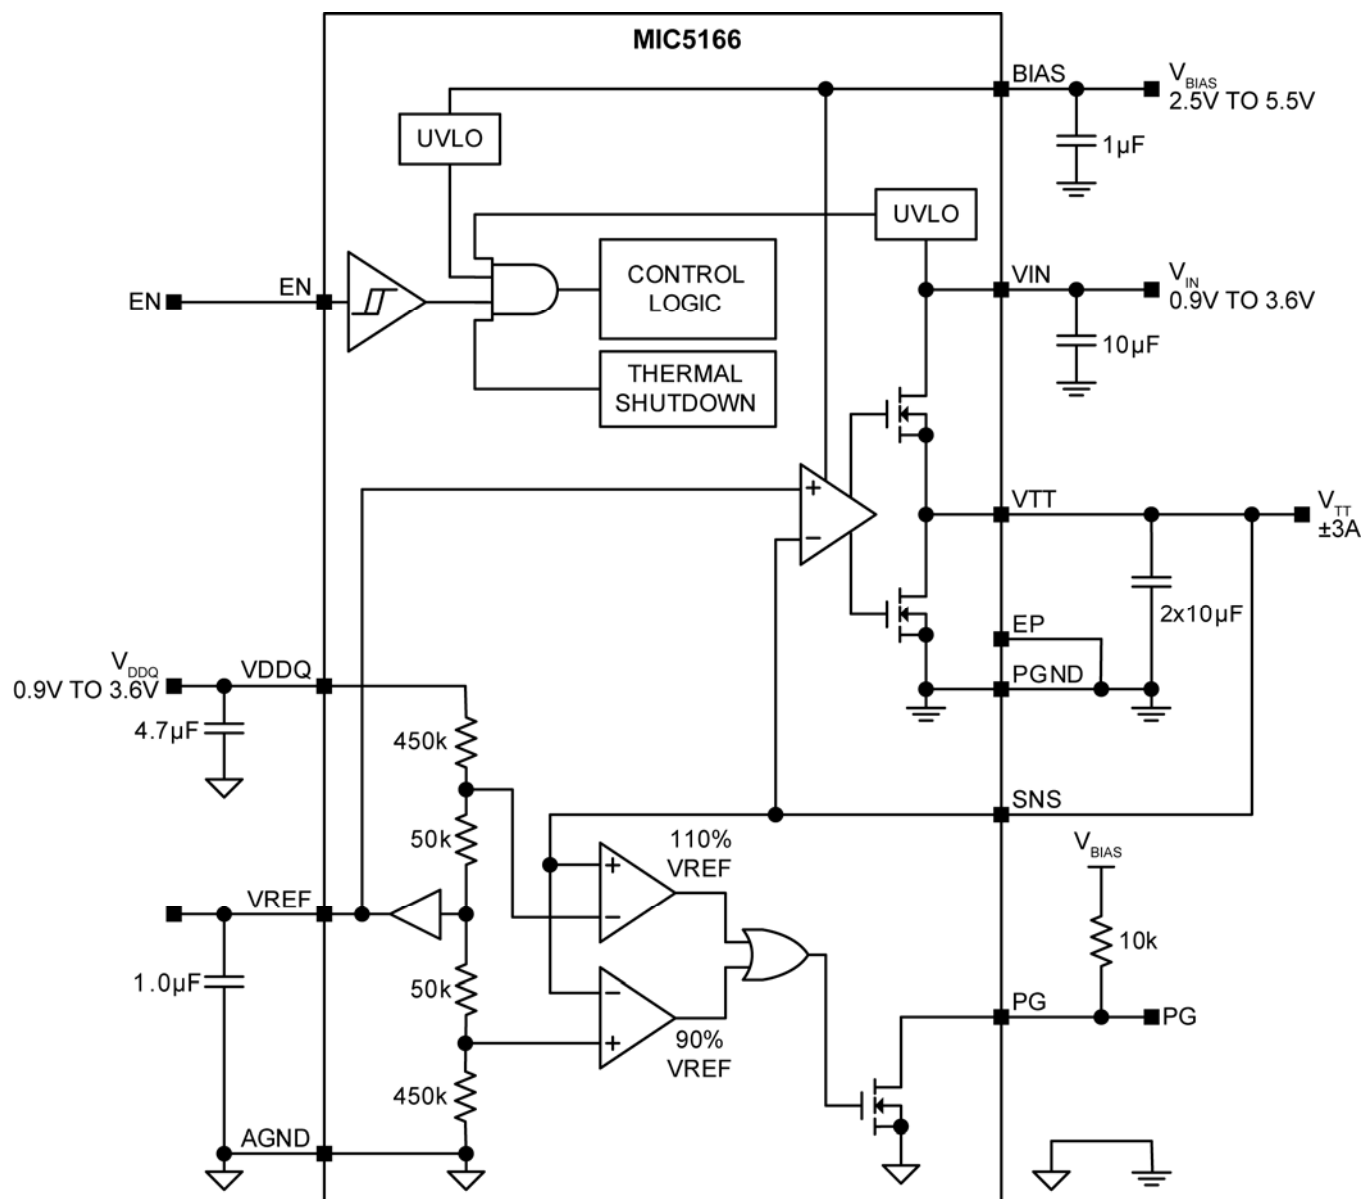 MIC5166
BIAS
VBIAS
2.5V TO 5.5V
UVLO
1µF
UVLO
EN
EN
CONTROL
LOGIC
VIN
VIN
0.9V TO 3.6V
10µF
THERMAL
SHUTDOWN
+
−
VTT
VTT
±3A
2x10µF
EP
PGND
VDDQ
0.9V TO 3.6V
VDDQ
4.7µF
450k
50k
SNS
110%
VREF
+
−
VBIAS
VREF
10k
1.0µF
50k
−
+
90%
VREF
PG
PG
450k
AGND